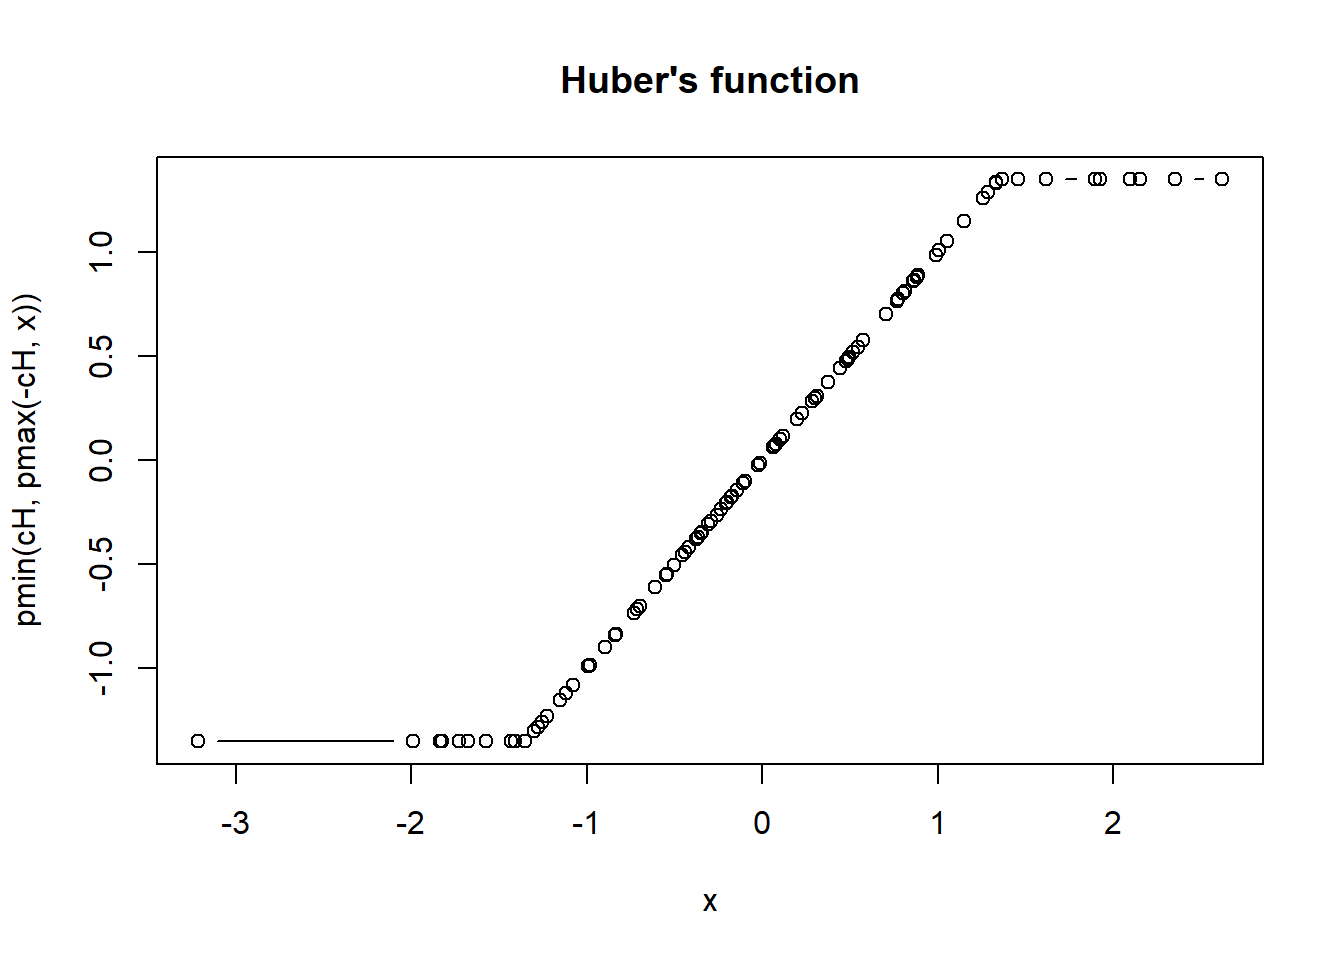 Huber's function
pmin(cH, pmax(-cH, x))
1.0
0.5
0.0
-0.5
-1.0
-3 -2 -1 0 1 2
x